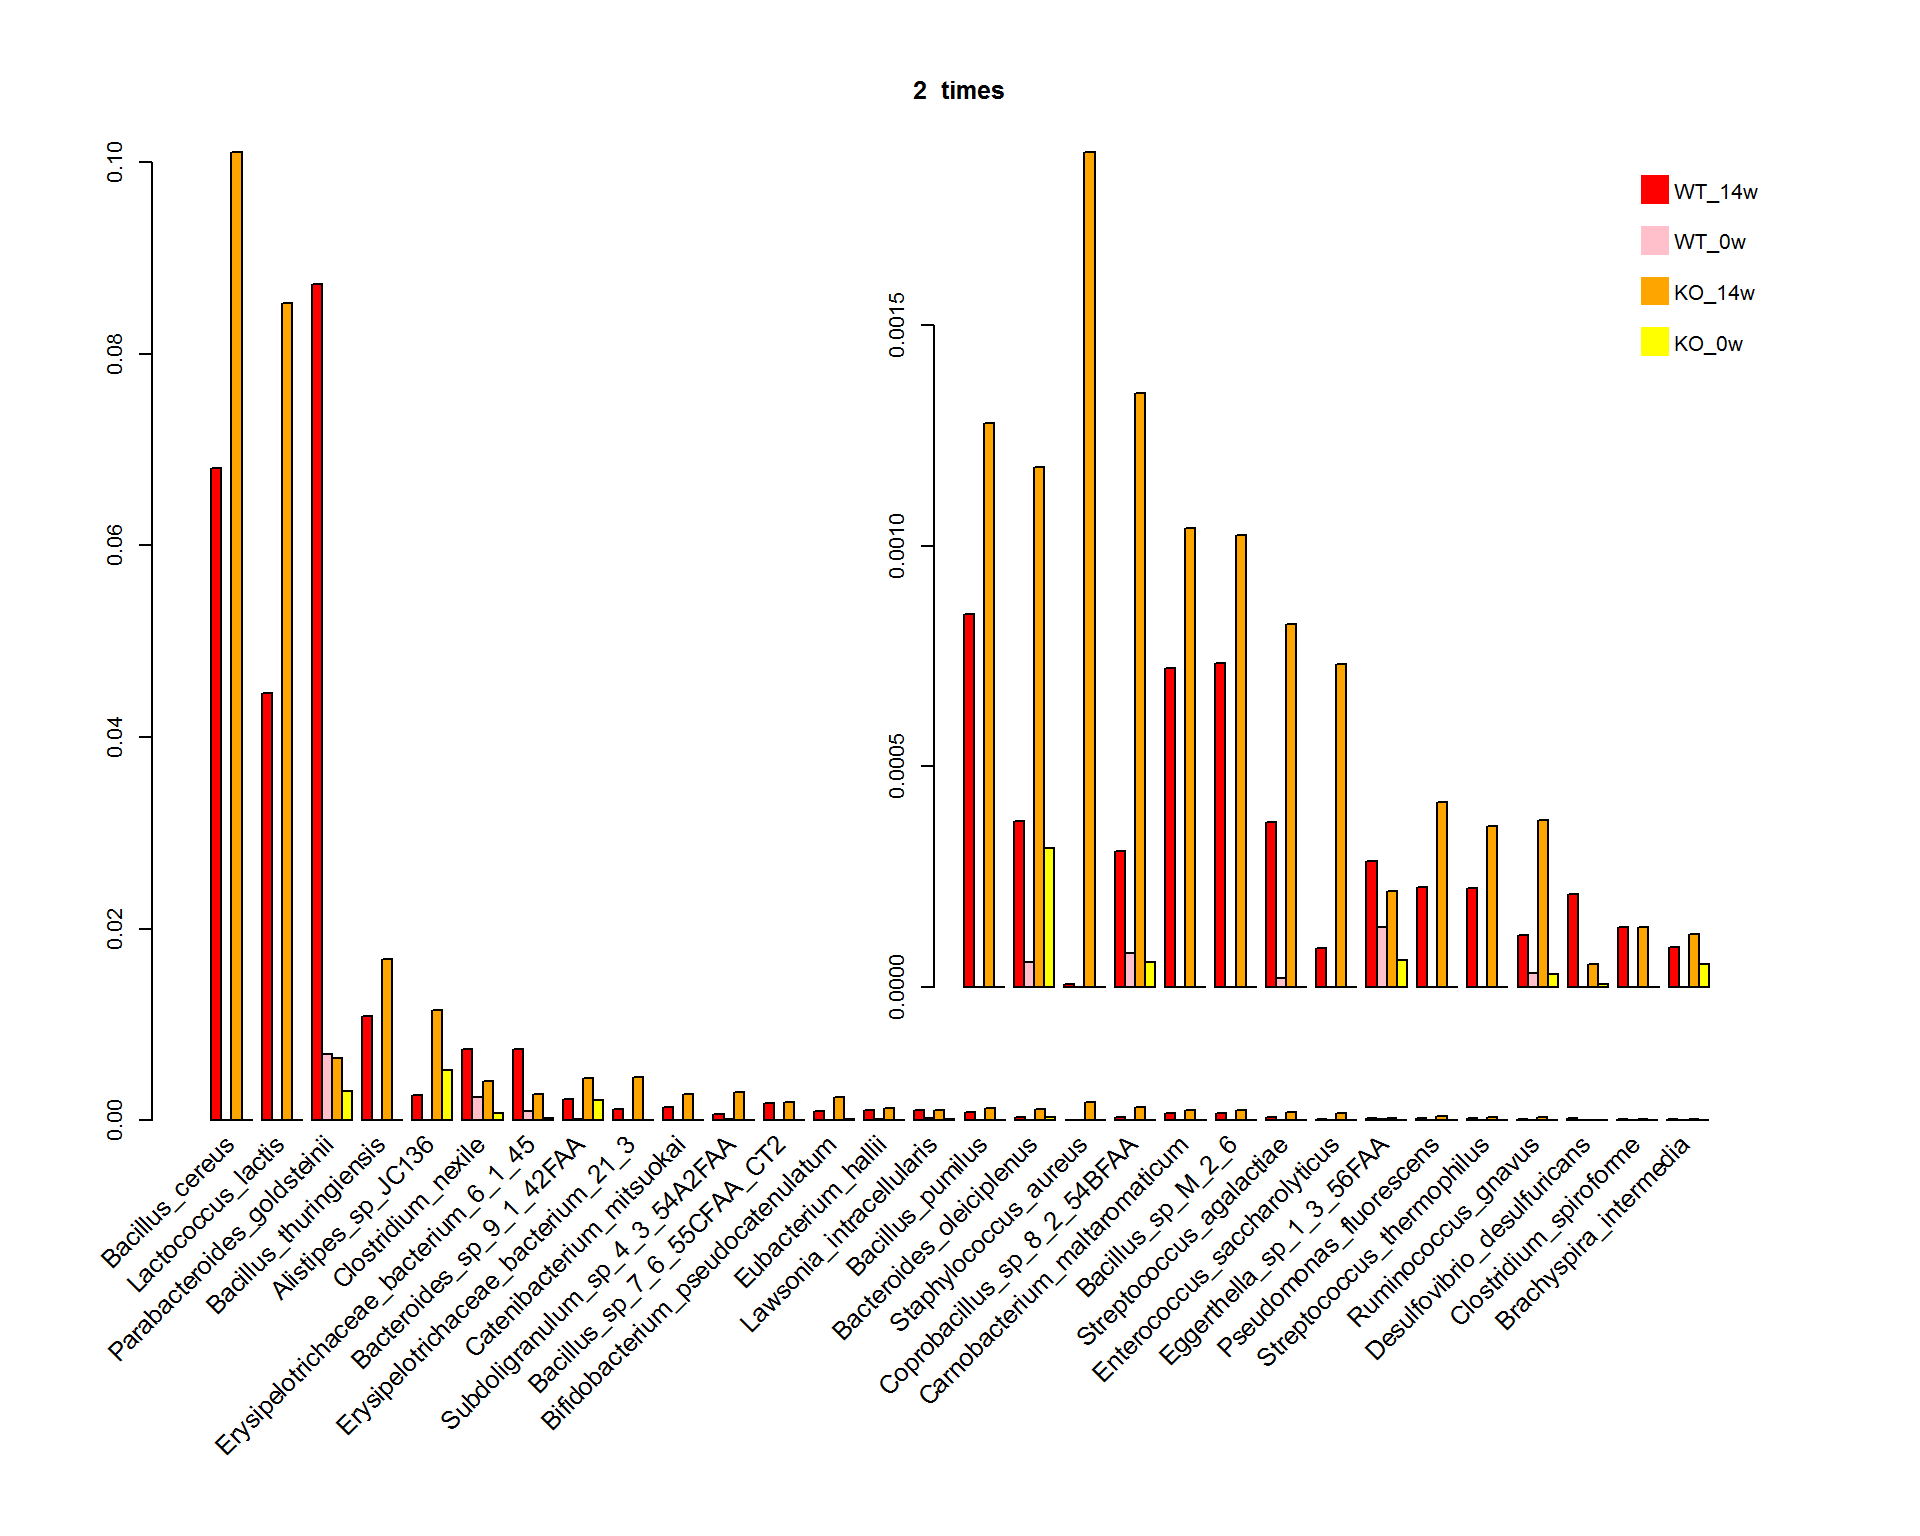 2 times
0.10
0.08
0.06
0.04
0.02
0.00
0.0015
0.0010
0.0005
0.0000
WT_14w
WT_0w
KO_14w
KO_0w
Bacillus_cereus
Lactococcus_lactis
Parabacteroides_goldsteinii
Bacillus_thuringiensis
Alistipes_sp_JC136
Clostridium_nexile
Erysipelotrichaceae_bacterium_6_1_45
Bacteroides_sp_9_1_42FAA
Erysipelotrichaceae_bacterium_21_3
Catenibacterium_mitsuokai
Subdoligranulum_sp_4_3_54A2FAA
Bacillus_sp_7_6_55CFAA_CT2
Bifidobacterium_pseudocatenulatum
Eubacterium_hallii
Lawsonia_intracellularis
Bacillus_pumilus
Bacteroides_oleiciplenus
Staphylococcus_aureus
Coprobacillus_sp_8_2_54BFAA
Carnobacterium_maltaromaticum
Bacillus_sp_M_2_6
Streptococcus_agalactiae
Enterococcus_saccharolyticus
Eggerthella_sp_1_3_56FAA
Pseudomonas_fluorescens
Streptococcus_thermophilus
Ruminococcus_gnavus
Desulfovibrio_desulfuricans
Clostridium_spiroforme
Brachyspira_intermedia